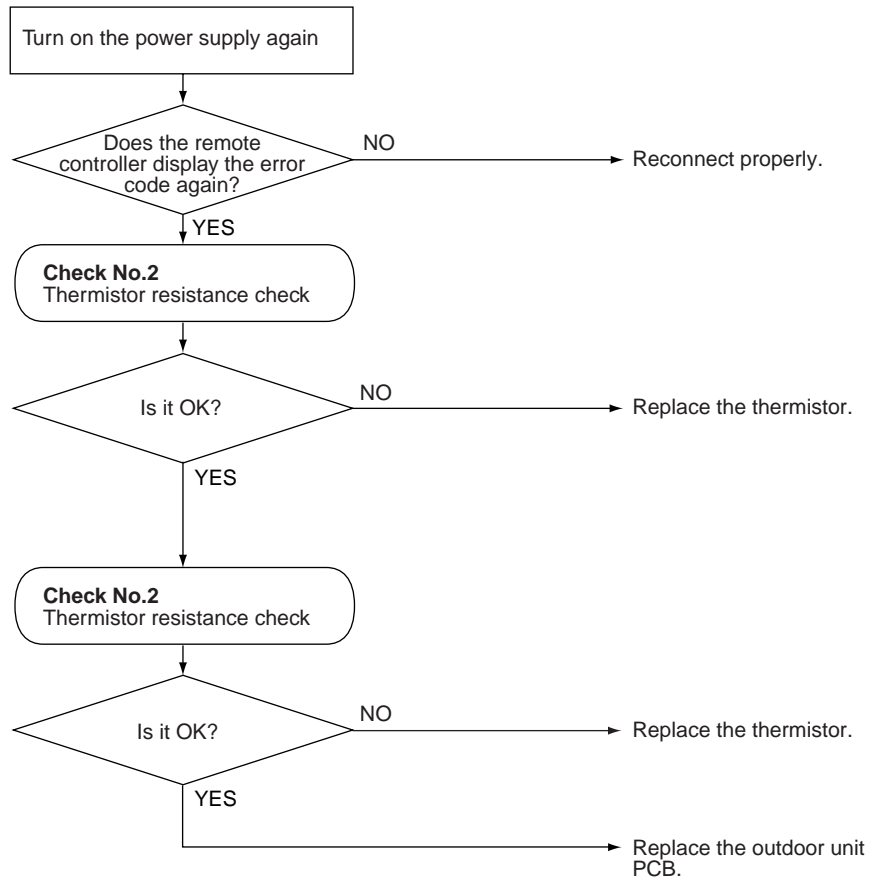 Turn on the power supply again
Does the remote
controller display the error
code again?
NO
Reconnect properly.
YES
Check No.2
Thermistor resistance check
Is it OK?
NO
Replace the thermistor.
YES
Check No.2
Thermistor resistance check
Is it OK?
NO
Replace the thermistor.
YES
Replace the outdoor unit
PCB.